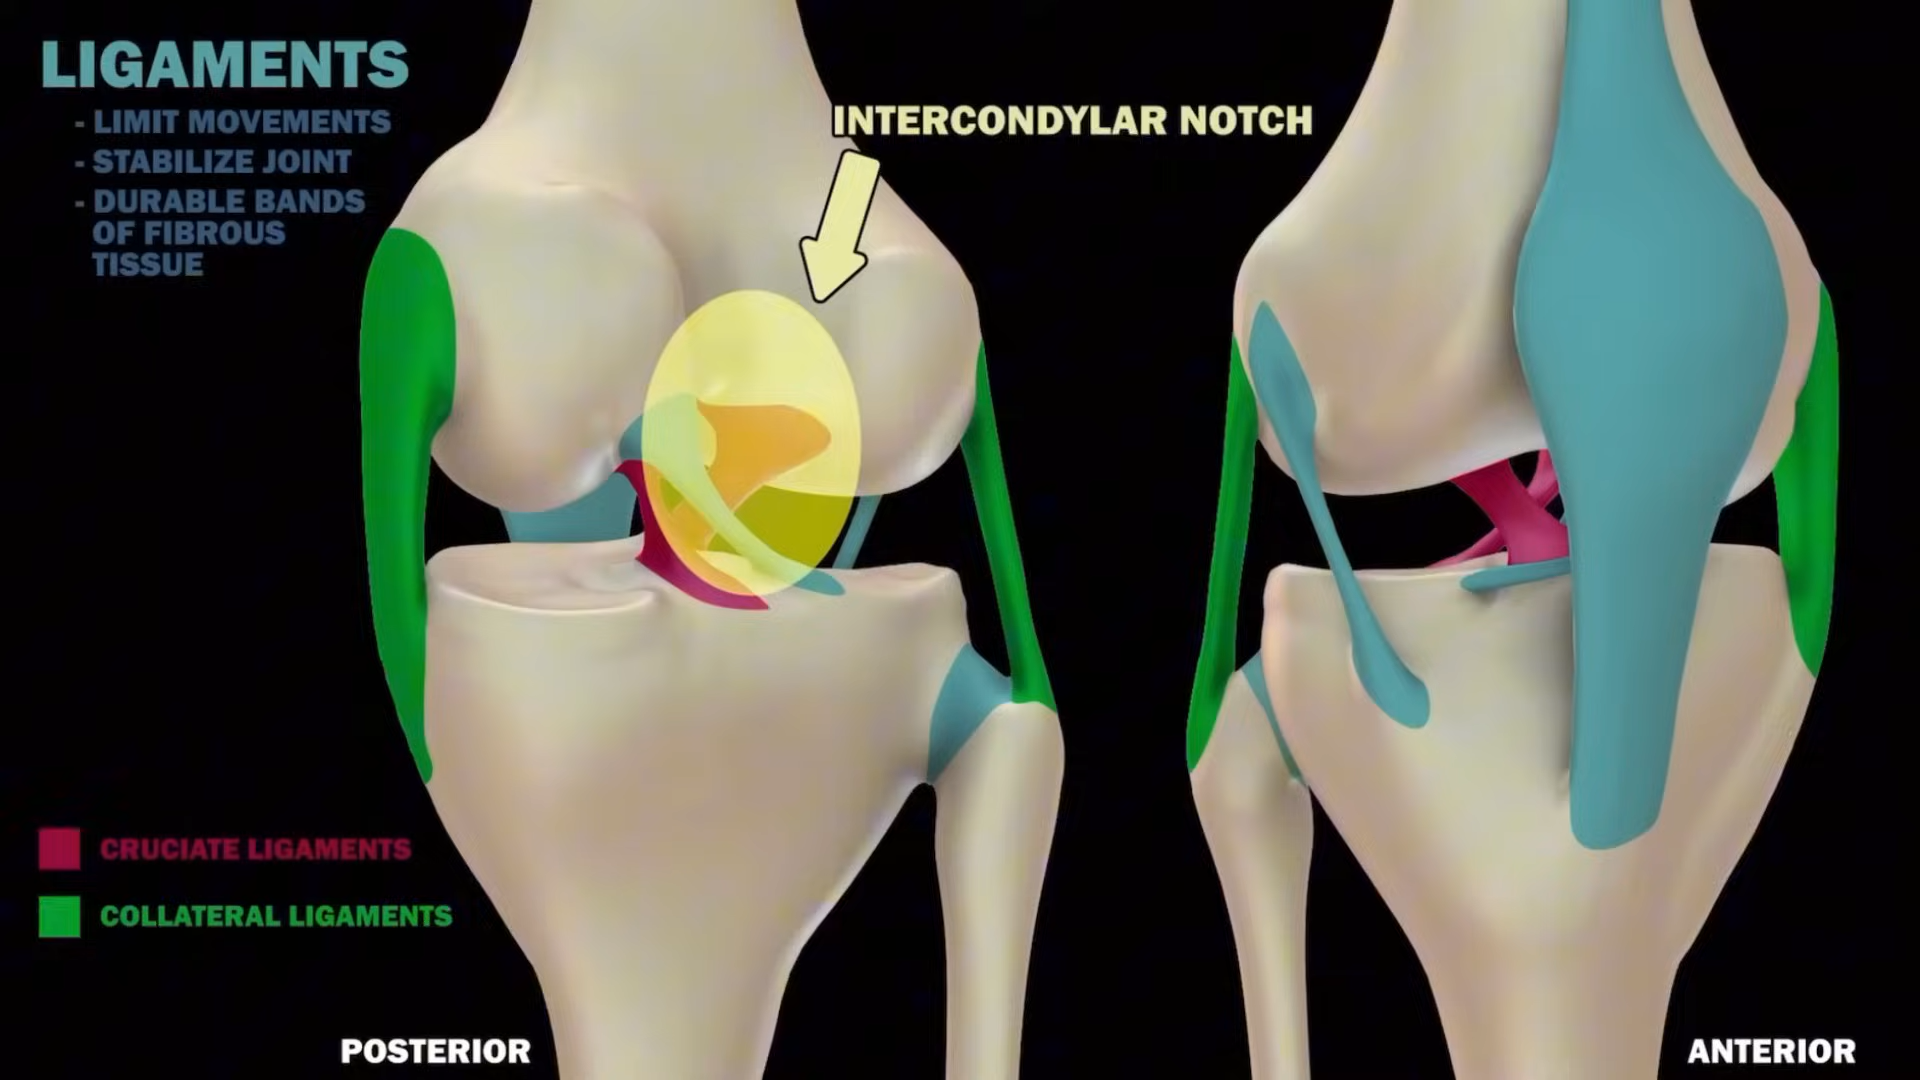 LIGAMENTS
- LIMIT MOVEMENTS
- STABILIZE JOINT
- DURABLE BANDS
OF FIBROUS
TISSUE
INTERCONDYLAR NOTCH
CRUCIATE LIGAMENTS
COLLATERAL LIGAMENTS
POSTERIOR
ANTERIOR